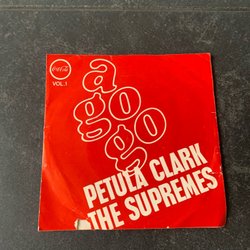 Coca-Cola
VOL.1
a
go
go
PETULA CLARK
THE SUPREMES